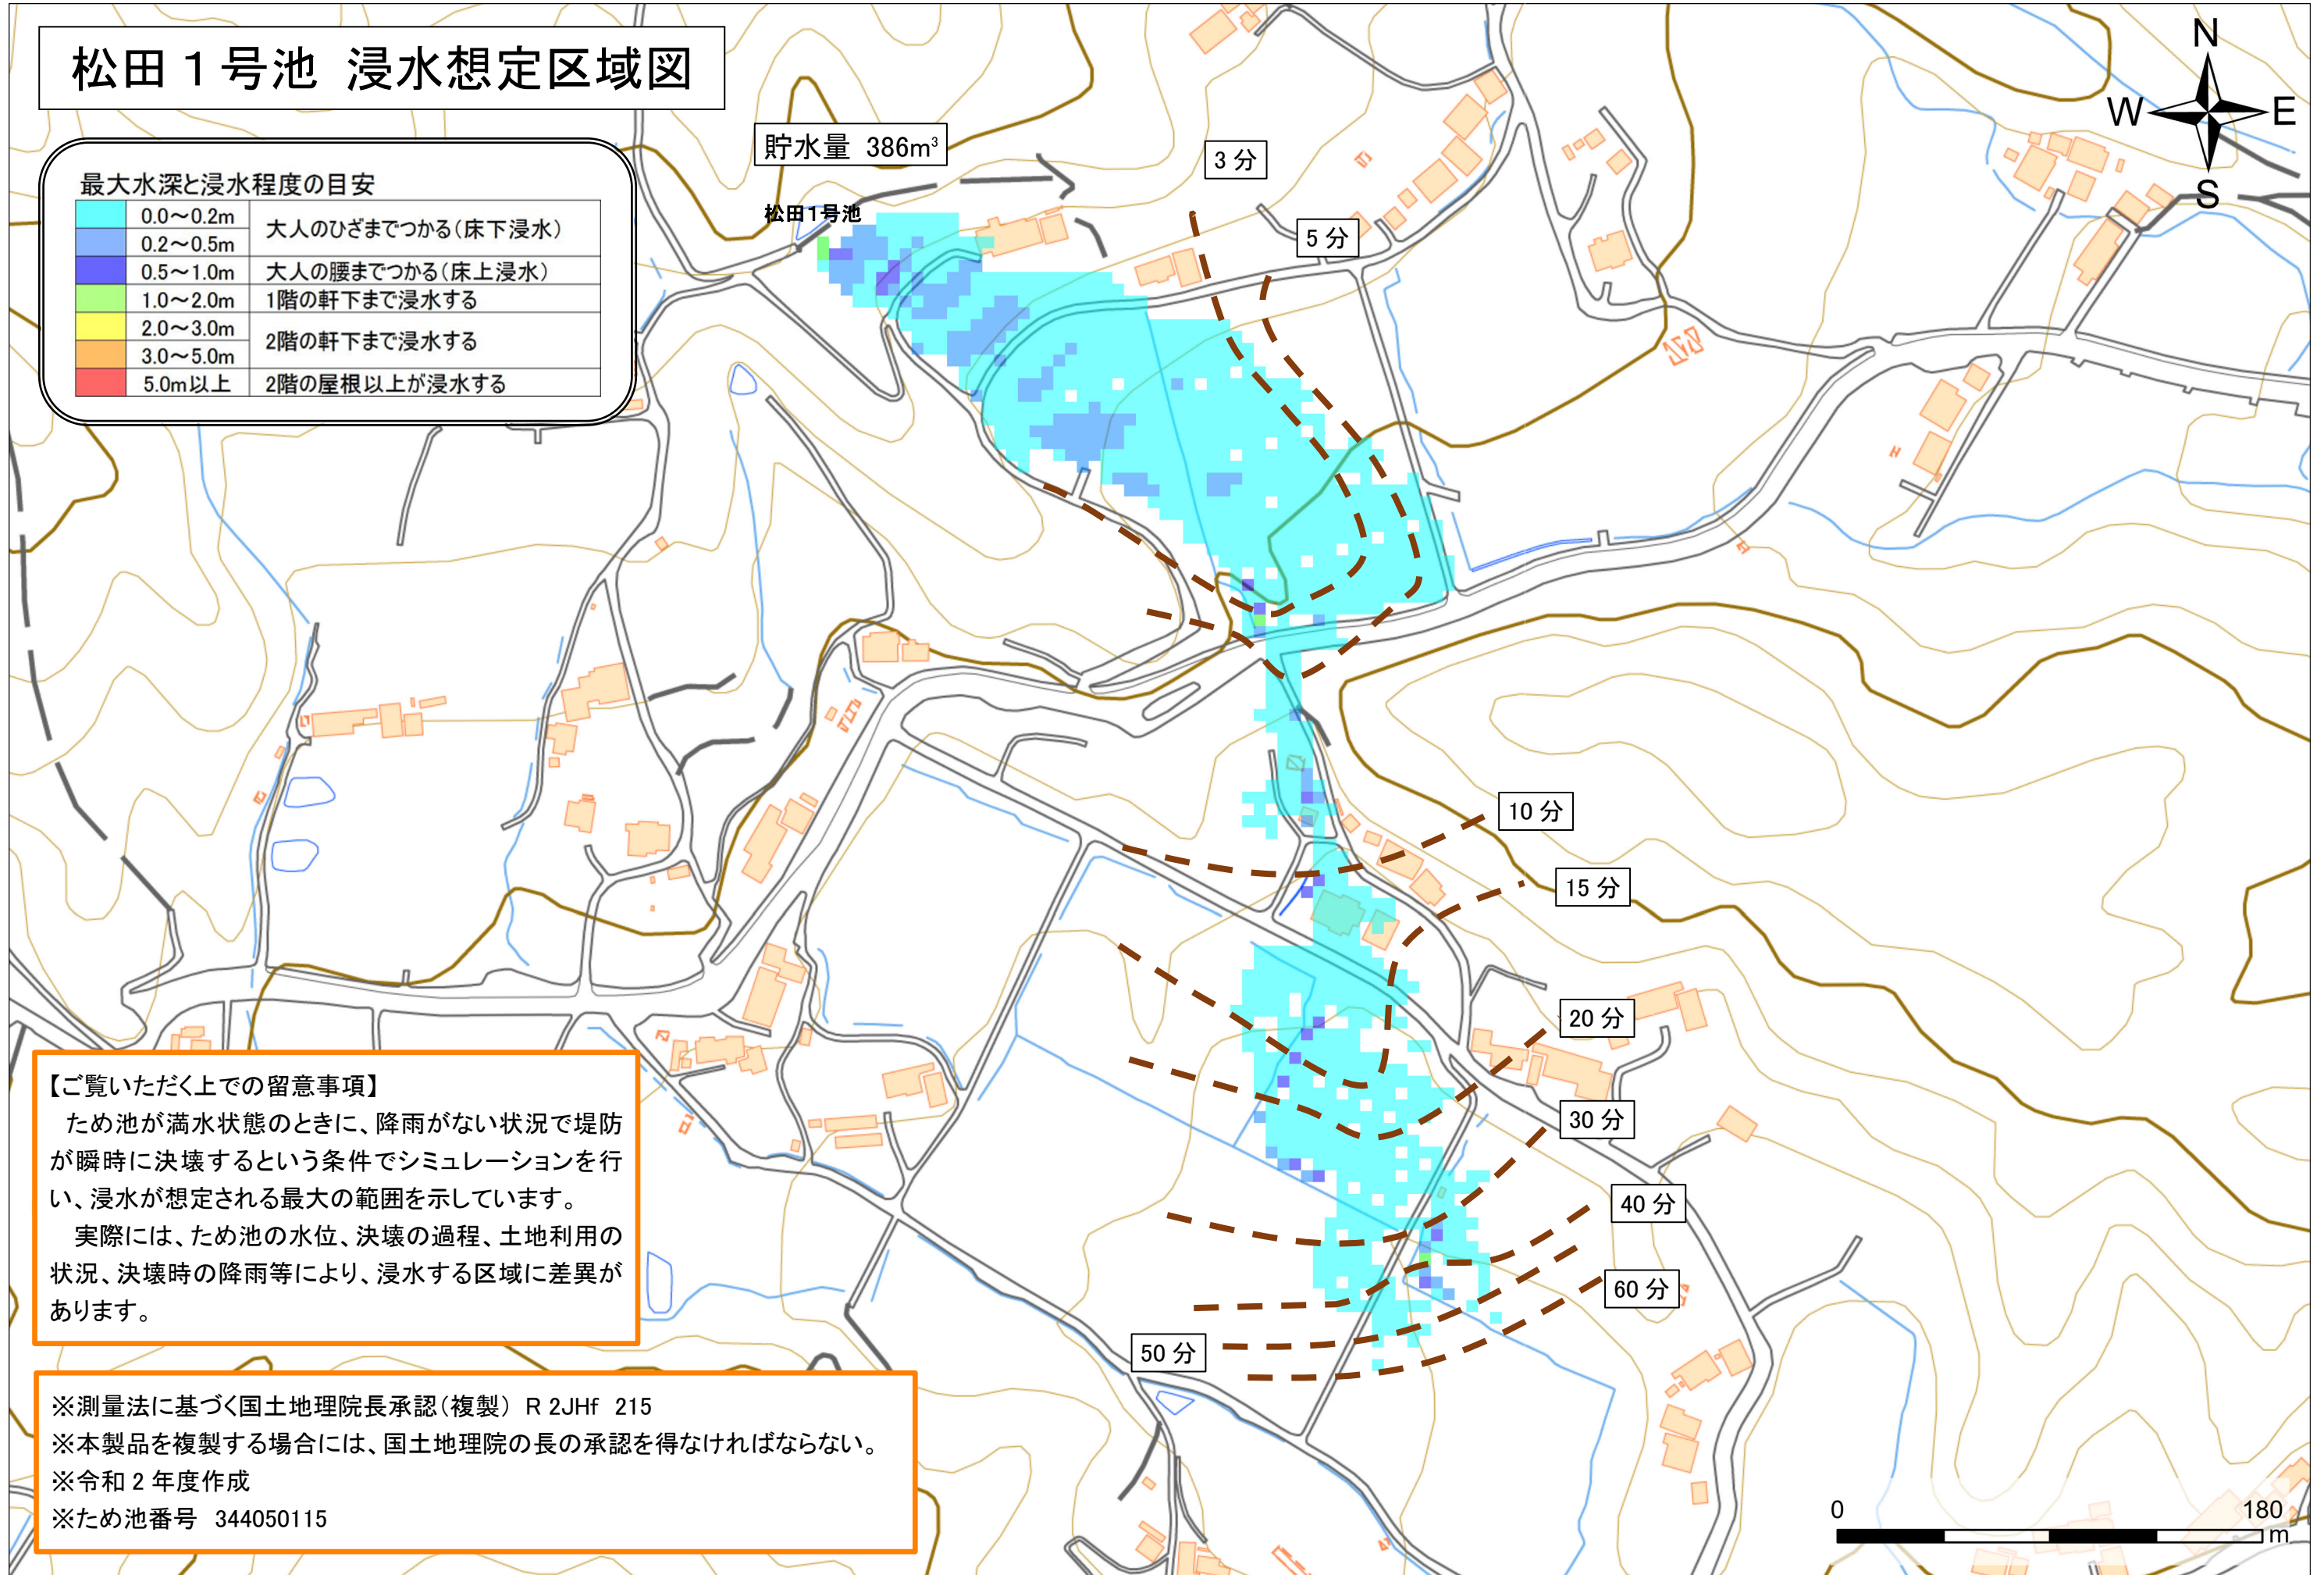 松田１号池 浸水想定区域図
N
W
E
S
貯水量 386m³
松田1号池
最大水深と浸水程度の目安
0.0～0.2m
大人のひざまでつかる（床下浸水）
0.2～0.5m
0.5～1.0m 大人の腰までつかる（床上浸水）
1.0～2.0m 1階の軒下まで浸水する
2.0～3.0m
2階の軒下まで浸水する
3.0～5.0m
5.0m以上 2階の屋根以上が浸水する
3 分
5 分
10 分
15 分
20 分
30 分
40 分
60 分
50 分
【ご覧いただく上での留意事項】
ため池が満水状態のときに、降雨がない状況で堤防
が瞬時に決壊するという条件でシミュレーションを行
い、浸水が想定される最大の範囲を示しています。
実際には、ため池の水位、決壊の過程、土地利用の
状況、決壊時の降雨等により、浸水する区域に差異が
あります。
※測量法に基づく国土地理院長承認（複製） R 2JHf 215
※本製品を複製する場合には、国土地理院の長の承認を得なければならない。
※令和 2 年度作成
※ため池番号 344050115
0 180
m